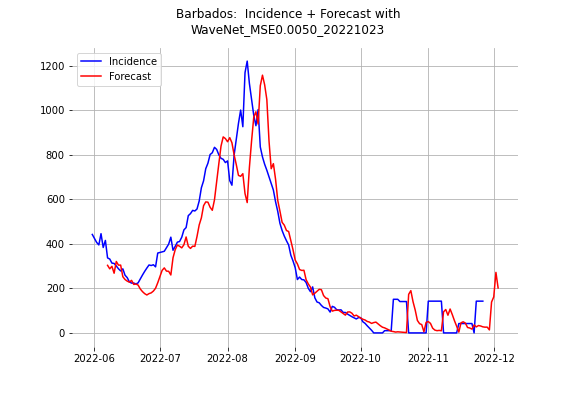 Barbados:  Incidence + Forecast with
WaveNet_MSE0.0050_20221023
Incidence
Forecast
1200
1000
800
600
400
200
0
2022-06 2022-07 2022-08 2022-09 2022-10 2022-11 2022-12